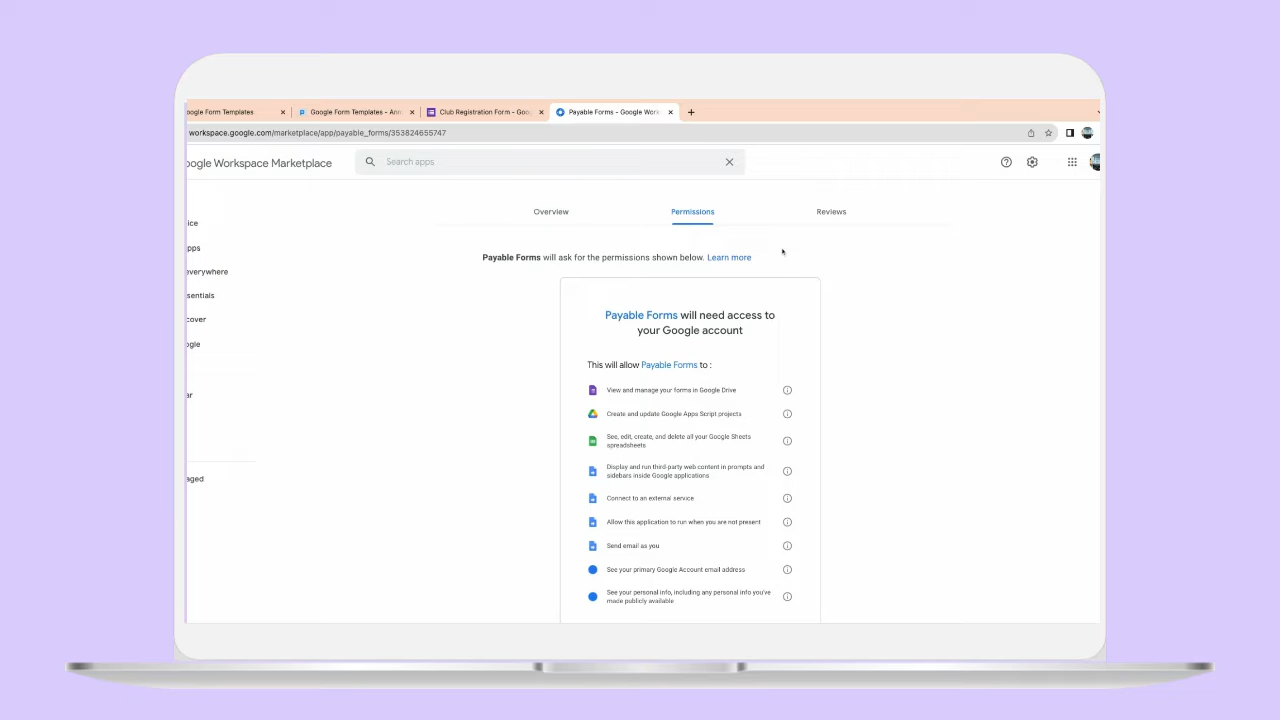 oogle Form Templates
Google Form Templates - Ann
Club Registration Form - Goo
Payable Forms - Google Work
workspace.google.com/marketplace/app/payable_forms/353824655747
oogle Workspace Marketplace
Search apps
Overview
Permissions
Reviews
ice
pps
everywhere
sentials
cover
ogle
ar
aged
Payable Forms will ask for the permissions shown below. Learn more
Payable Forms will need access to
your Google account
This will allow Payable Forms to :
View and manage your forms in Google Drive
Create and update Google Apps Script projects
See, edit, create, and delete all your Google Sheets
spreadsheets
Display and run third-party web content in prompts and
sidebars inside Google applications
Connect to an external service
Allow this application to run when you are not present
Send email as you
See your primary Google Account email address
See your personal info, including any personal info you've
made publicly available